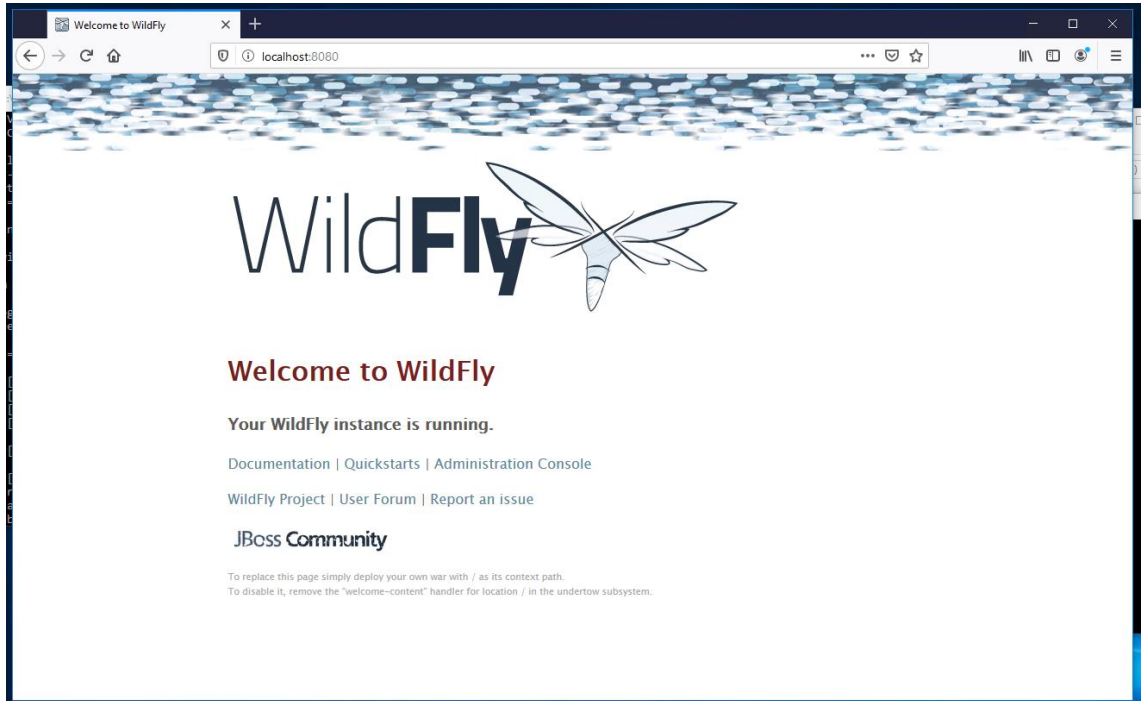 Welcome to WildFly
localhost:8080
WildFly
Welcome to WildFly
Your WildFly instance is running.
Documentation | Quickstarts | Administration Console
WildFly Project | User Forum | Report an issue
JBoss Community
To replace this page simply deploy your own war with / as its context path.
To disable it, remove the "welcome-content" handler for location / in the undertow subsystem.